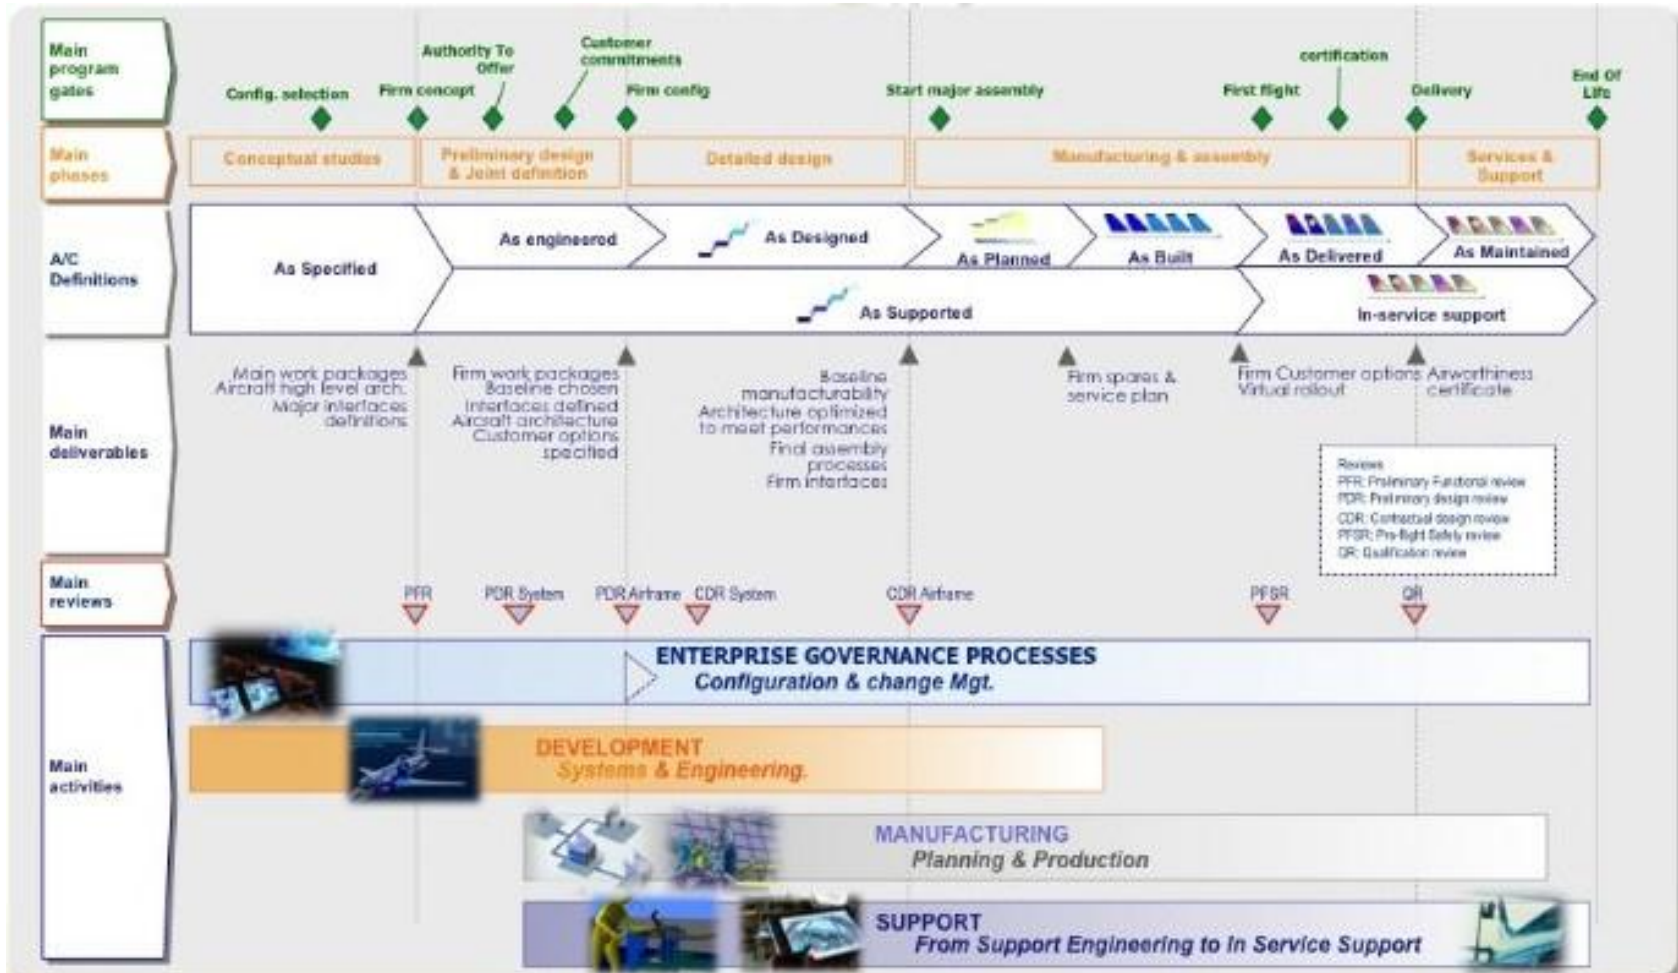 Main
program
gates
Config. selection
Firm concept
Authority To
Offer
Customer
commitments
Firm config
Start major assembly
First flight
certification
Delivery
End Of
Life
Main
phases
Conceptual studies
Preliminary design
& Joint definition
Detailed design
Manufacturing & assembly
Services &
Support
A/C
Definitions
As Specified
As engineered
As Designed
As Planned
As Built
As Delivered
As Maintained
As Supported
In-service support
Main
deliverables
Main work packages
Aircraft high level arch.
Major interfaces
definitions
Firm work packages
Baseline chosen
Interfaces defined
Aircraft architecture
Customer options
specified
Baseline
manufacturability
Architecture optimized
to meet performances
Final assembly
processes
Firm interfaces
Firm spares &
service plan
Firm Customer options
Virtual rollout
Airworthiness
certificate
Reviews
PFR: Preliminary Functional review
PDR: Preliminary design review
CDR: Contractual design review
PFSR: Pre-flight Safety review
QR: Qualification review
Main
reviews
PFR
PDR System
PDR Airframe
CDR System
CDR Airframe
PFSR
QR
Main
activities
ENTERPRISE GOVERNANCE PROCESSES
Configuration & change Mgt.
DEVELOPMENT
Systems & Engineering.
MANUFACTURING
Planning & Production
SUPPORT
From Support Engineering to In Service Support